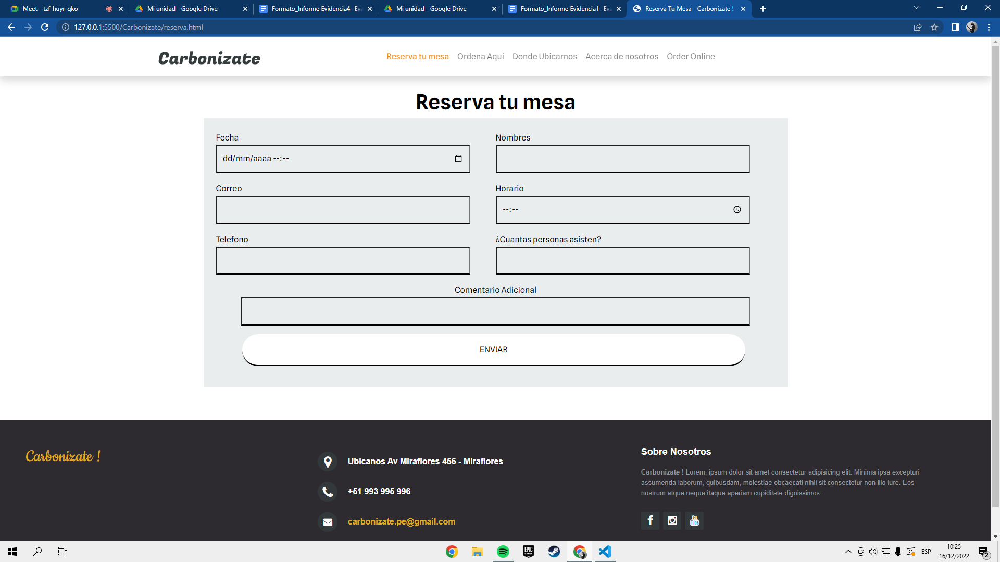 Meet - tzf-huyr-qko
Mi unidad - Google Drive
Formato_Informe Evidencia4 -Eva
Mi unidad - Google Drive
Formato_Informe Evidencia1 -Eva
Reserva Tu Mesa - Carbonizate !
127.0.0.1:5500/Carbonizate/reserva.html
Carbonizate
Reserva tu mesa
Ordena Aquí
Donde Ubicarnos
Acerca de nosotros
Order Online
Reserva tu mesa
Fecha
Nombres
dd/mm/aaaa --:--
Correo
Horario
--:--
Telefono
¿Cuantas personas asisten?
Comentario Adicional
ENVIAR
Carbonizate !
Ubicanos Av Miraflores 456 - Miraflores
+51 993 995 996
carbonizate.pe@gmail.com
Sobre Nosotros
Carbonizate ! Lorem, ipsum dolor sit amet consectetur adipisicing elit. Minima ipsa excepturi
assumenda laborum, quibusdam, molestiae obcaecati nihil sit consectetur non illo iure. Eos
nostrum atque neque itaque aperiam cupiditate dignissimos.
You
Tube
EPIC
GAMES
ESP
10:25
16/12/2022
2